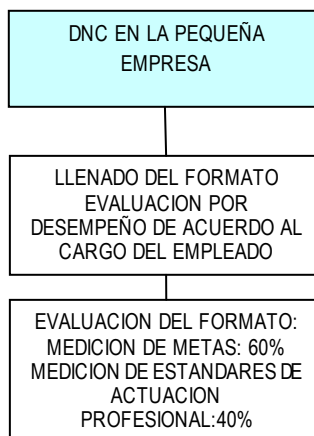 DNC EN LA PEQUEÑA
EMPRESA
LLENADO DEL FORMATO
EVALUACION POR
DESEMPEÑO DE ACUERDO AL
CARGO DEL EMPLEADO
EVALUACION DEL FORMATO:
MEDICION DE METAS: 60%
MEDICION DE ESTANDARES DE
ACTUACION
PROFESIONAL:40%